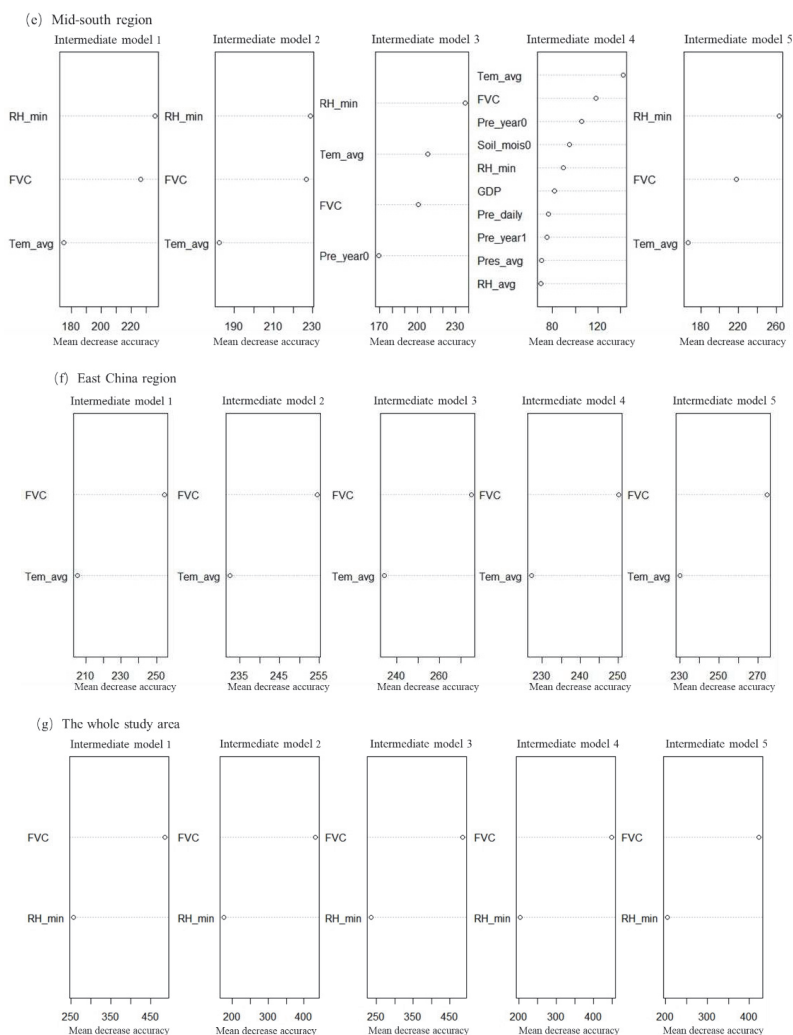 (e) Mid-south region
Intermediate model 1
RH_min
FVC
Tem_avg
180 200 220
Mean decrease accuracy
Intermediate model 2
RH_min
FVC
Tem_avg
190 210 230
Mean decrease accuracy
Intermediate model 3
RH_min
Tem_avg
FVC
Pre_year0
170 200 230
Mean decrease accuracy
Intermediate model 4
Tem_avg
FVC
Pre_year0
Soil_mois0
RH_min
GDP
Pre_daily
Pre_year1
Pres_avg
RH_avg
80 120
Mean decrease accuracy
Intermediate model 5
RH_min
FVC
Tem_avg
180 220 260
Mean decrease accuracy
(f) East China region
Intermediate model 1
FVC
Tem_avg
210 230 250
Mean decrease accuracy
Intermediate model 2
FVC
Tem_avg
235 245 255
Mean decrease accuracy
Intermediate model 3
FVC
Tem_avg
240 260
Mean decrease accuracy
Intermediate model 4
FVC
Tem_avg
230 240 250
Mean decrease accuracy
Intermediate model 5
FVC
Tem_avg
230 250 270
Mean decrease accuracy
(g) The whole study area
Intermediate model 1
FVC
RH_min
250 350 450
Mean decrease accuracy
Intermediate model 2
FVC
RH_min
200 300 400
Mean decrease accuracy
Intermediate model 3
FVC
RH_min
250 350 450
Mean decrease accuracy
Intermediate model 4
FVC
RH_min
200 300 400
Mean decrease accuracy
Intermediate model 5
FVC
RH_min
200 300 400
Mean decrease accuracy